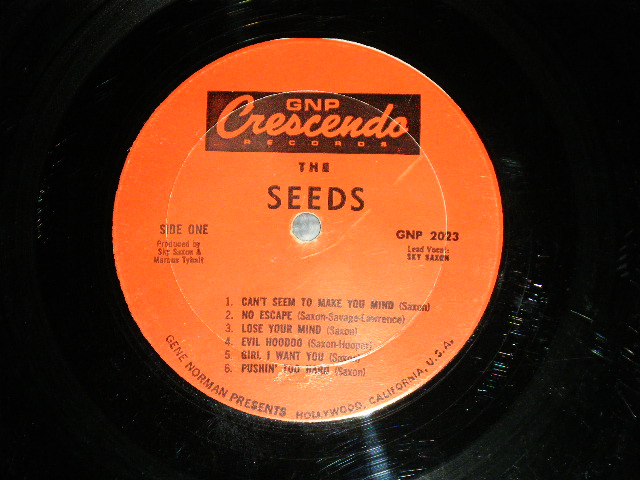 GNP
Crescendo
RECORDS
THE
SEEDS
SIDE ONE
GNP 2023
Produced by
Sky Saxon &
Marcus Tybalt
Lead Vocals
SKY SAXON
1. CAN'T SEEM TO MAKE YOU MIND (Saxon)
2. NO ESCAPE (Saxon-Savage-Lawrence)
3. LOSE YOUR MIND (Saxon)
4. EVIL HOODOO (Saxon-Hooper)
5. GIRL I WANT YOU (Saxon)
6. PUSHIN' TOO HARD (Saxon)
GENE NORMAN PRESENTS HOLLYWOOD, CALIFORNIA, U.S.A.